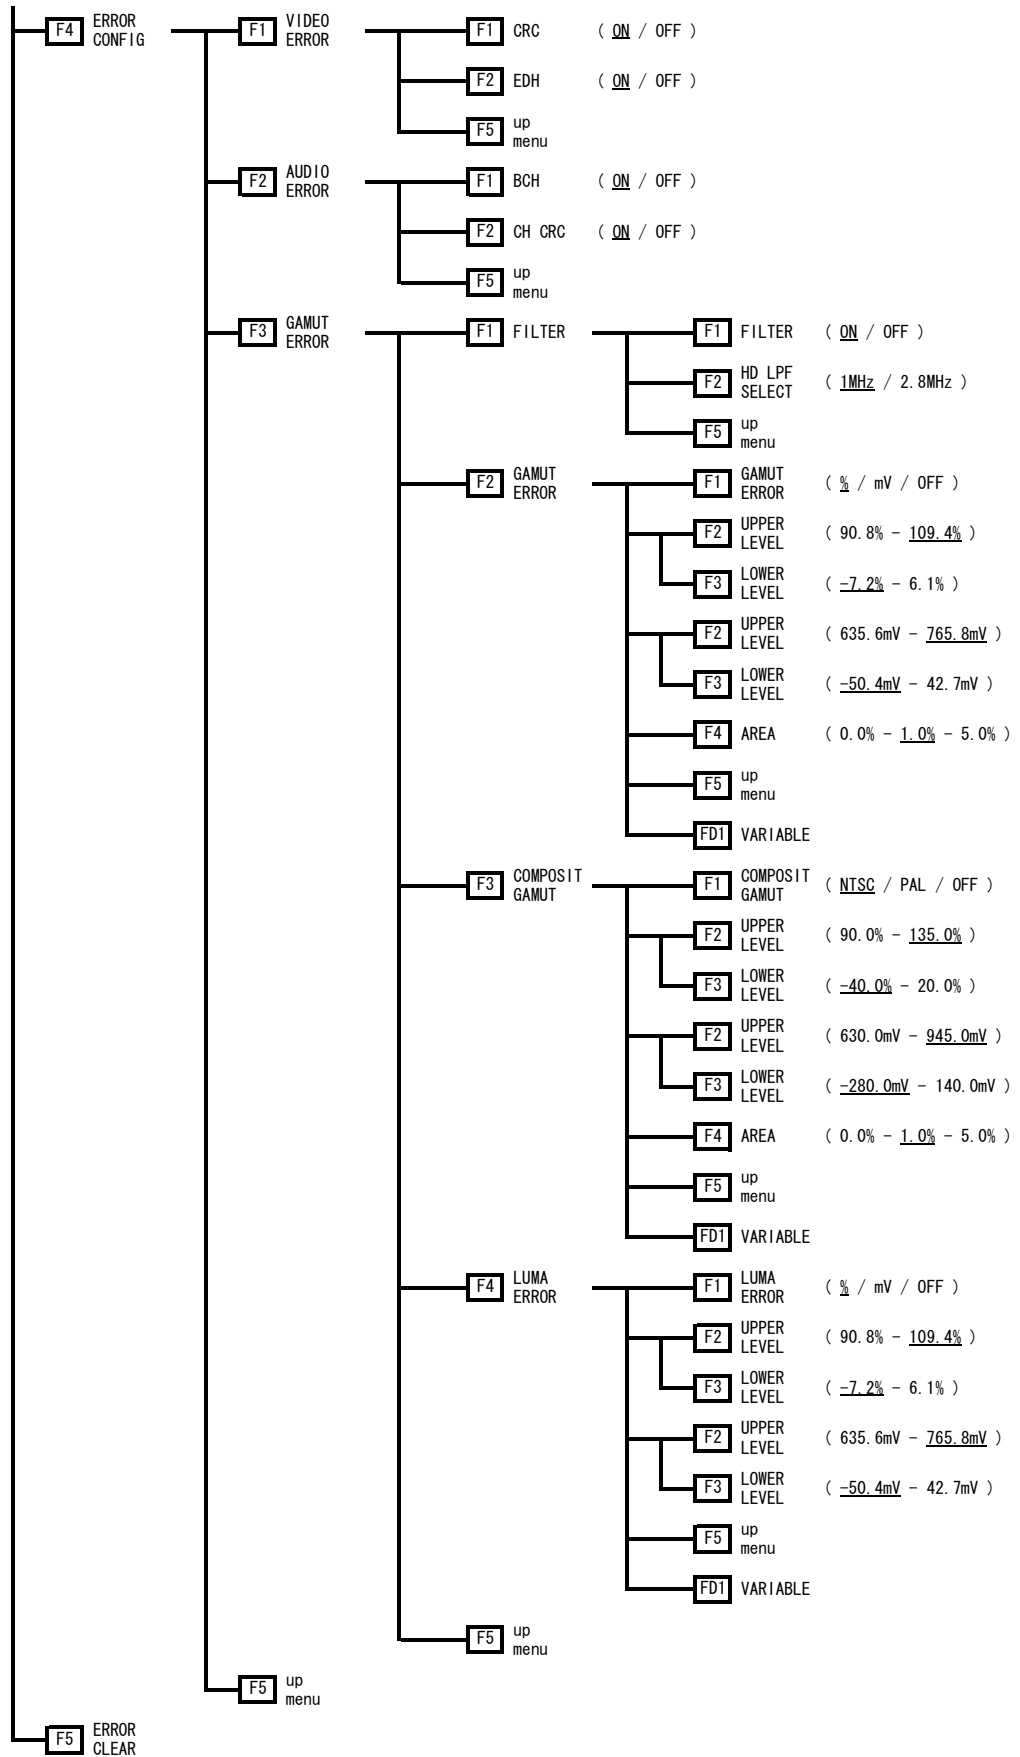 F4 ERROR CONFIG
F1 VIDEO ERROR
F1 CRC ( ON / OFF )
F2 EDH ( ON / OFF )
F5 up menu
F2 AUDIO ERROR
F1 BCH ( ON / OFF )
F2 CH CRC ( ON / OFF )
F5 up menu
F3 GAMUT ERROR
F1 FILTER
F1 FILTER ( ON / OFF )
F2 HD LPF SELECT ( 1MHz / 2.8MHz )
F5 up menu
F2 GAMUT ERROR
F1 GAMUT ERROR ( % / mV / OFF )
F2 UPPER LEVEL ( 90.8% - 109.4% )
F3 LOWER LEVEL ( -7.2% - 6.1% )
F2 UPPER LEVEL ( 635.6mV - 765.8mV )
F3 LOWER LEVEL ( -50.4mV - 42.7mV )
F4 AREA ( 0.0% - 1.0% - 5.0% )
F5 up menu
FD1 VARIABLE
F3 COMPOSIT GAMUT
F1 COMPOSIT GAMUT ( NTSC / PAL / OFF )
F2 UPPER LEVEL ( 90.0% - 135.0% )
F3 LOWER LEVEL ( -40.0% - 20.0% )
F2 UPPER LEVEL ( 630.0mV - 945.0mV )
F3 LOWER LEVEL ( -280.0mV - 140.0mV )
F4 AREA ( 0.0% - 1.0% - 5.0% )
F5 up menu
FD1 VARIABLE
F4 LUMA ERROR
F1 LUMA ERROR ( % / mV / OFF )
F2 UPPER LEVEL ( 90.8% - 109.4% )
F3 LOWER LEVEL ( -7.2% - 6.1% )
F2 UPPER LEVEL ( 635.6mV - 765.8mV )
F3 LOWER LEVEL ( -50.4mV - 42.7mV )
F5 up menu
FD1 VARIABLE
F5 up menu
F5 up menu
F5 ERROR CLEAR